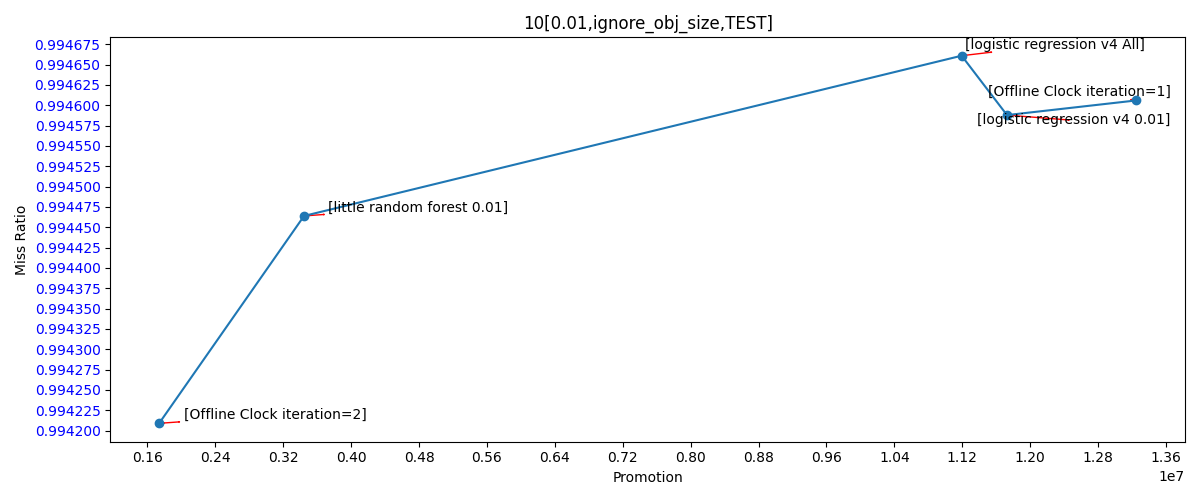 10[0.01,ignore_obj_size,TEST]
0.994675
0.994650
0.994625
0.994600
0.994575
0.994550
0.994525
0.994500
0.994475
0.994450
0.994425
0.994400
0.994375
0.994350
0.994325
0.994300
0.994275
0.994250
0.994225
0.994200
Miss Ratio
[logistic regression v4 All]
[Offline Clock iteration=1]
[logistic regression v4 0.01]
[little random forest 0.01]
[Offline Clock iteration=2]
0.16 0.24 0.32 0.40 0.48 0.56 0.64 0.72 0.80 0.88 0.96 1.04 1.12 1.20 1.28 1.36
1e7
Promotion